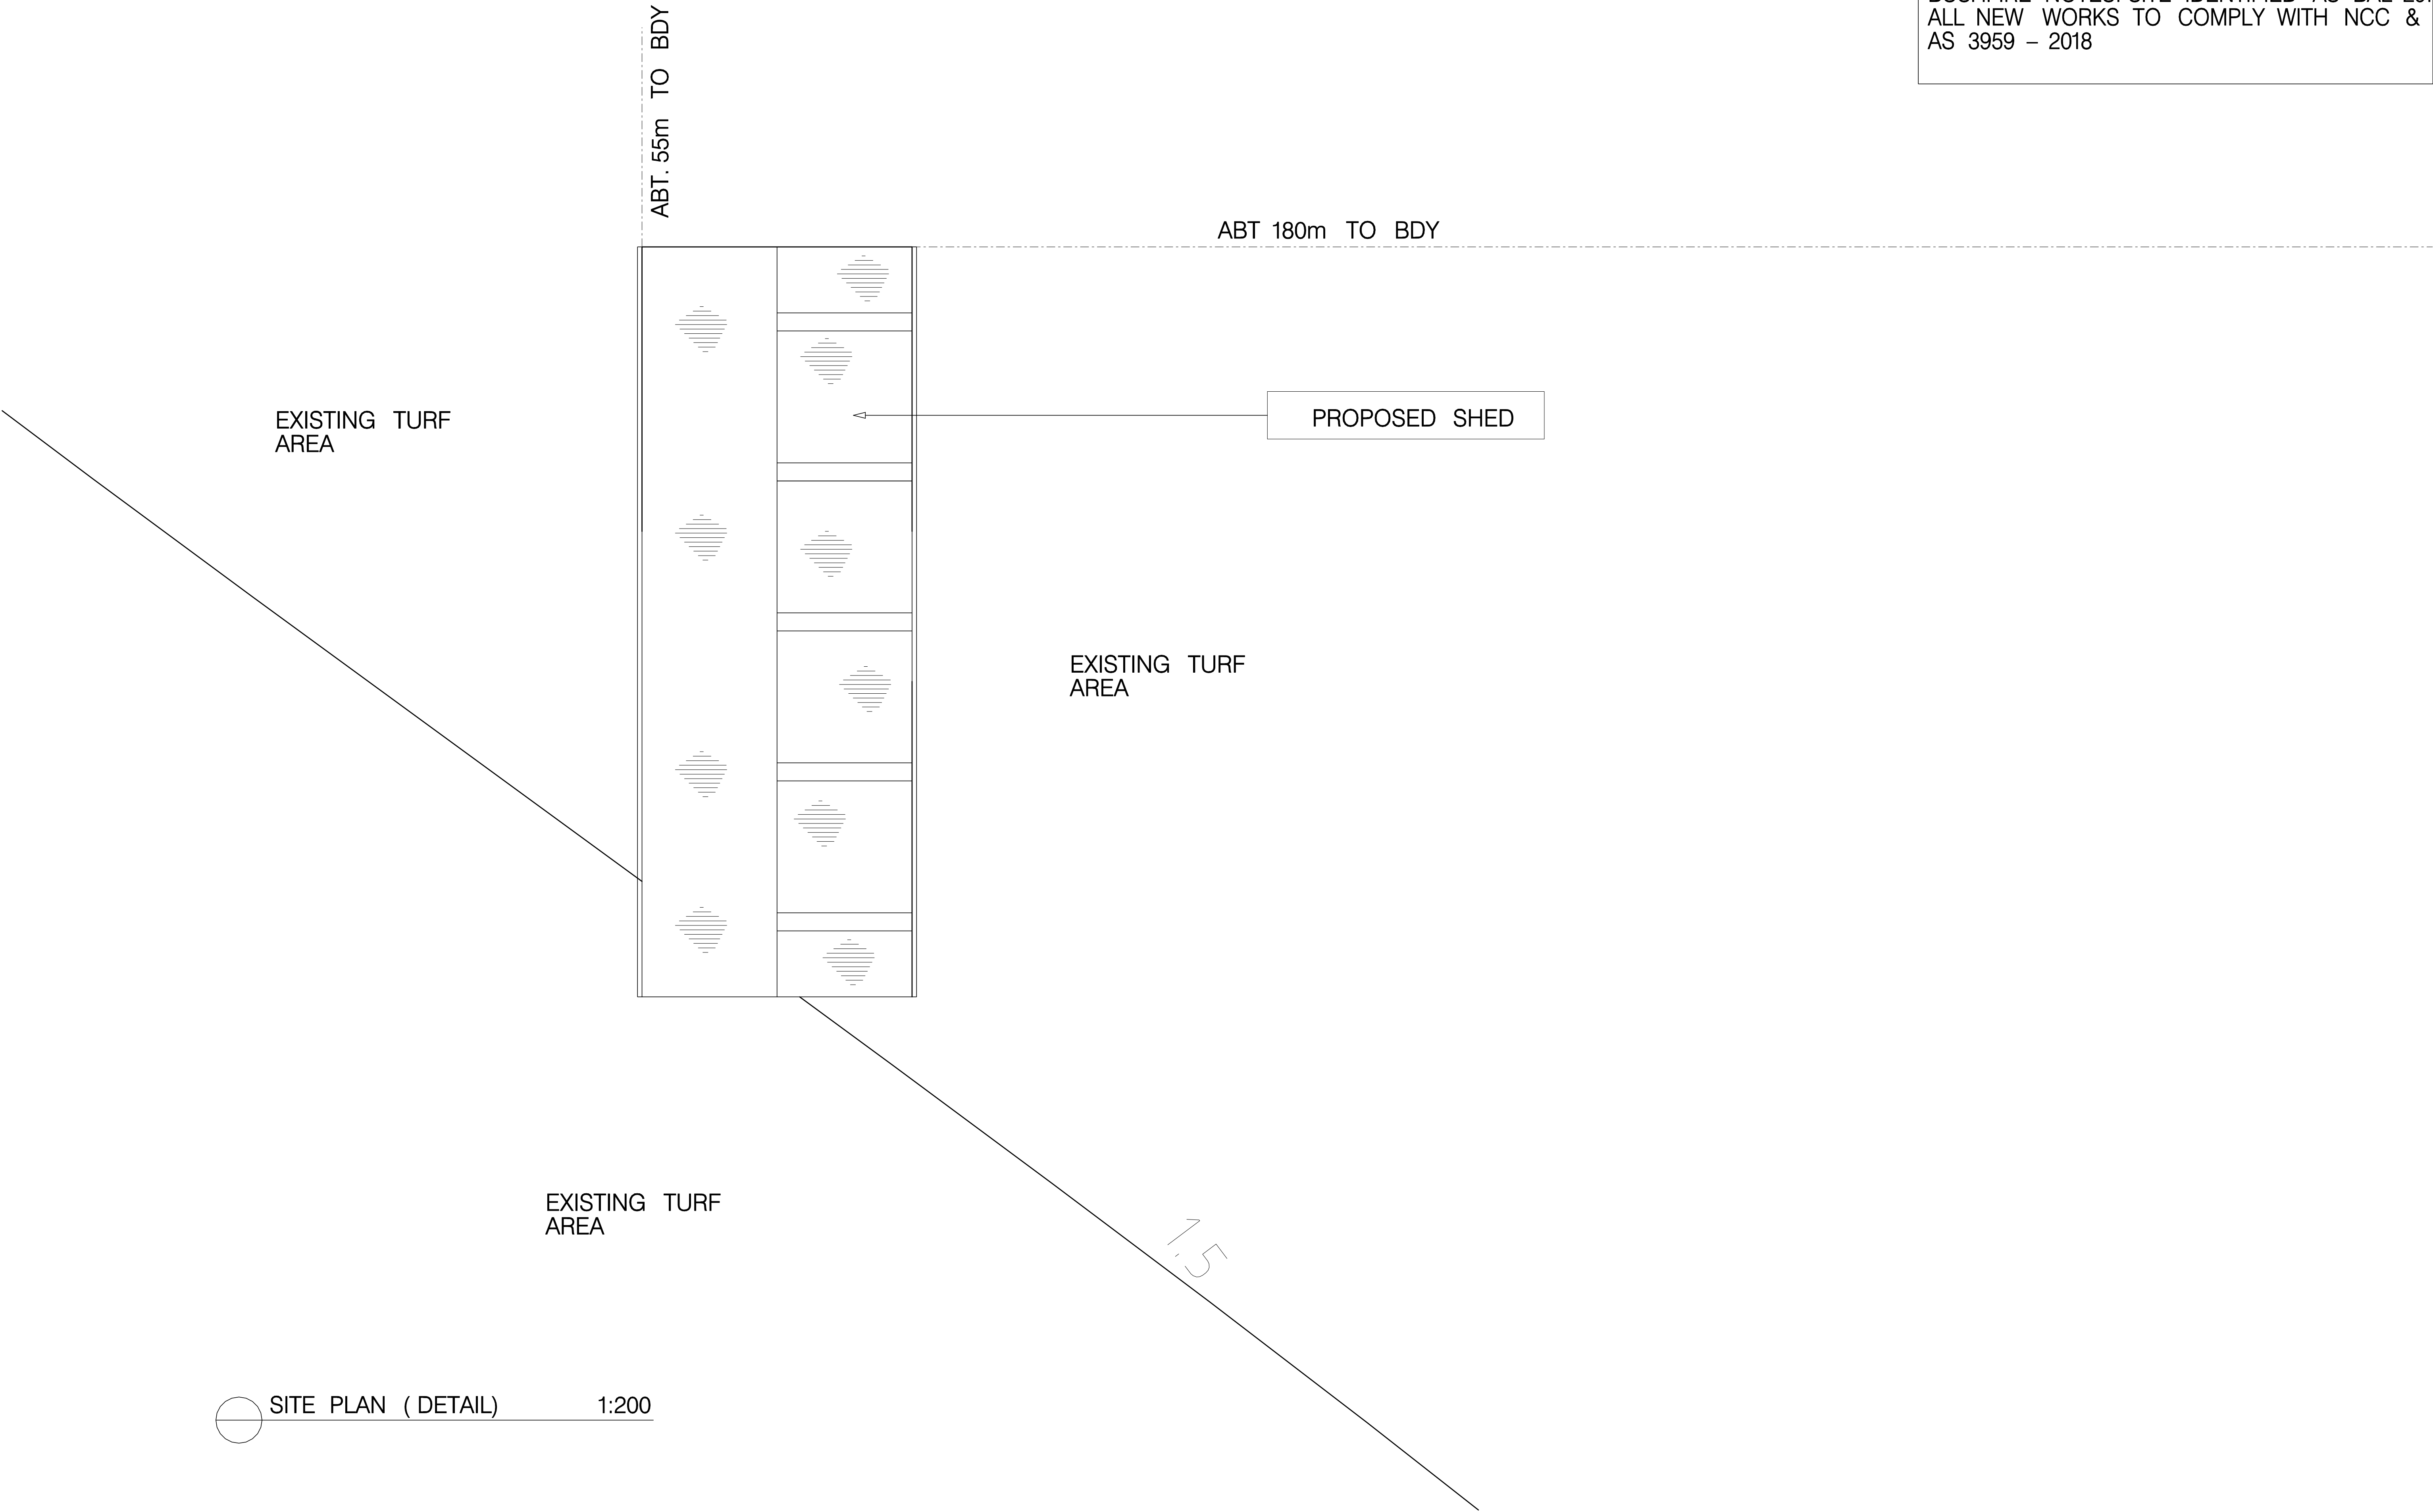 ALL NEW WORKS TO COMPLY WITH NCC &
AS 3959 – 2018
ABT. 55m TO BDY
ABT 180m TO BDY
EXISTING TURF
AREA
PROPOSED SHED
EXISTING TURF
AREA
EXISTING TURF
AREA
1.5
SITE PLAN ( DETAIL) 1:200